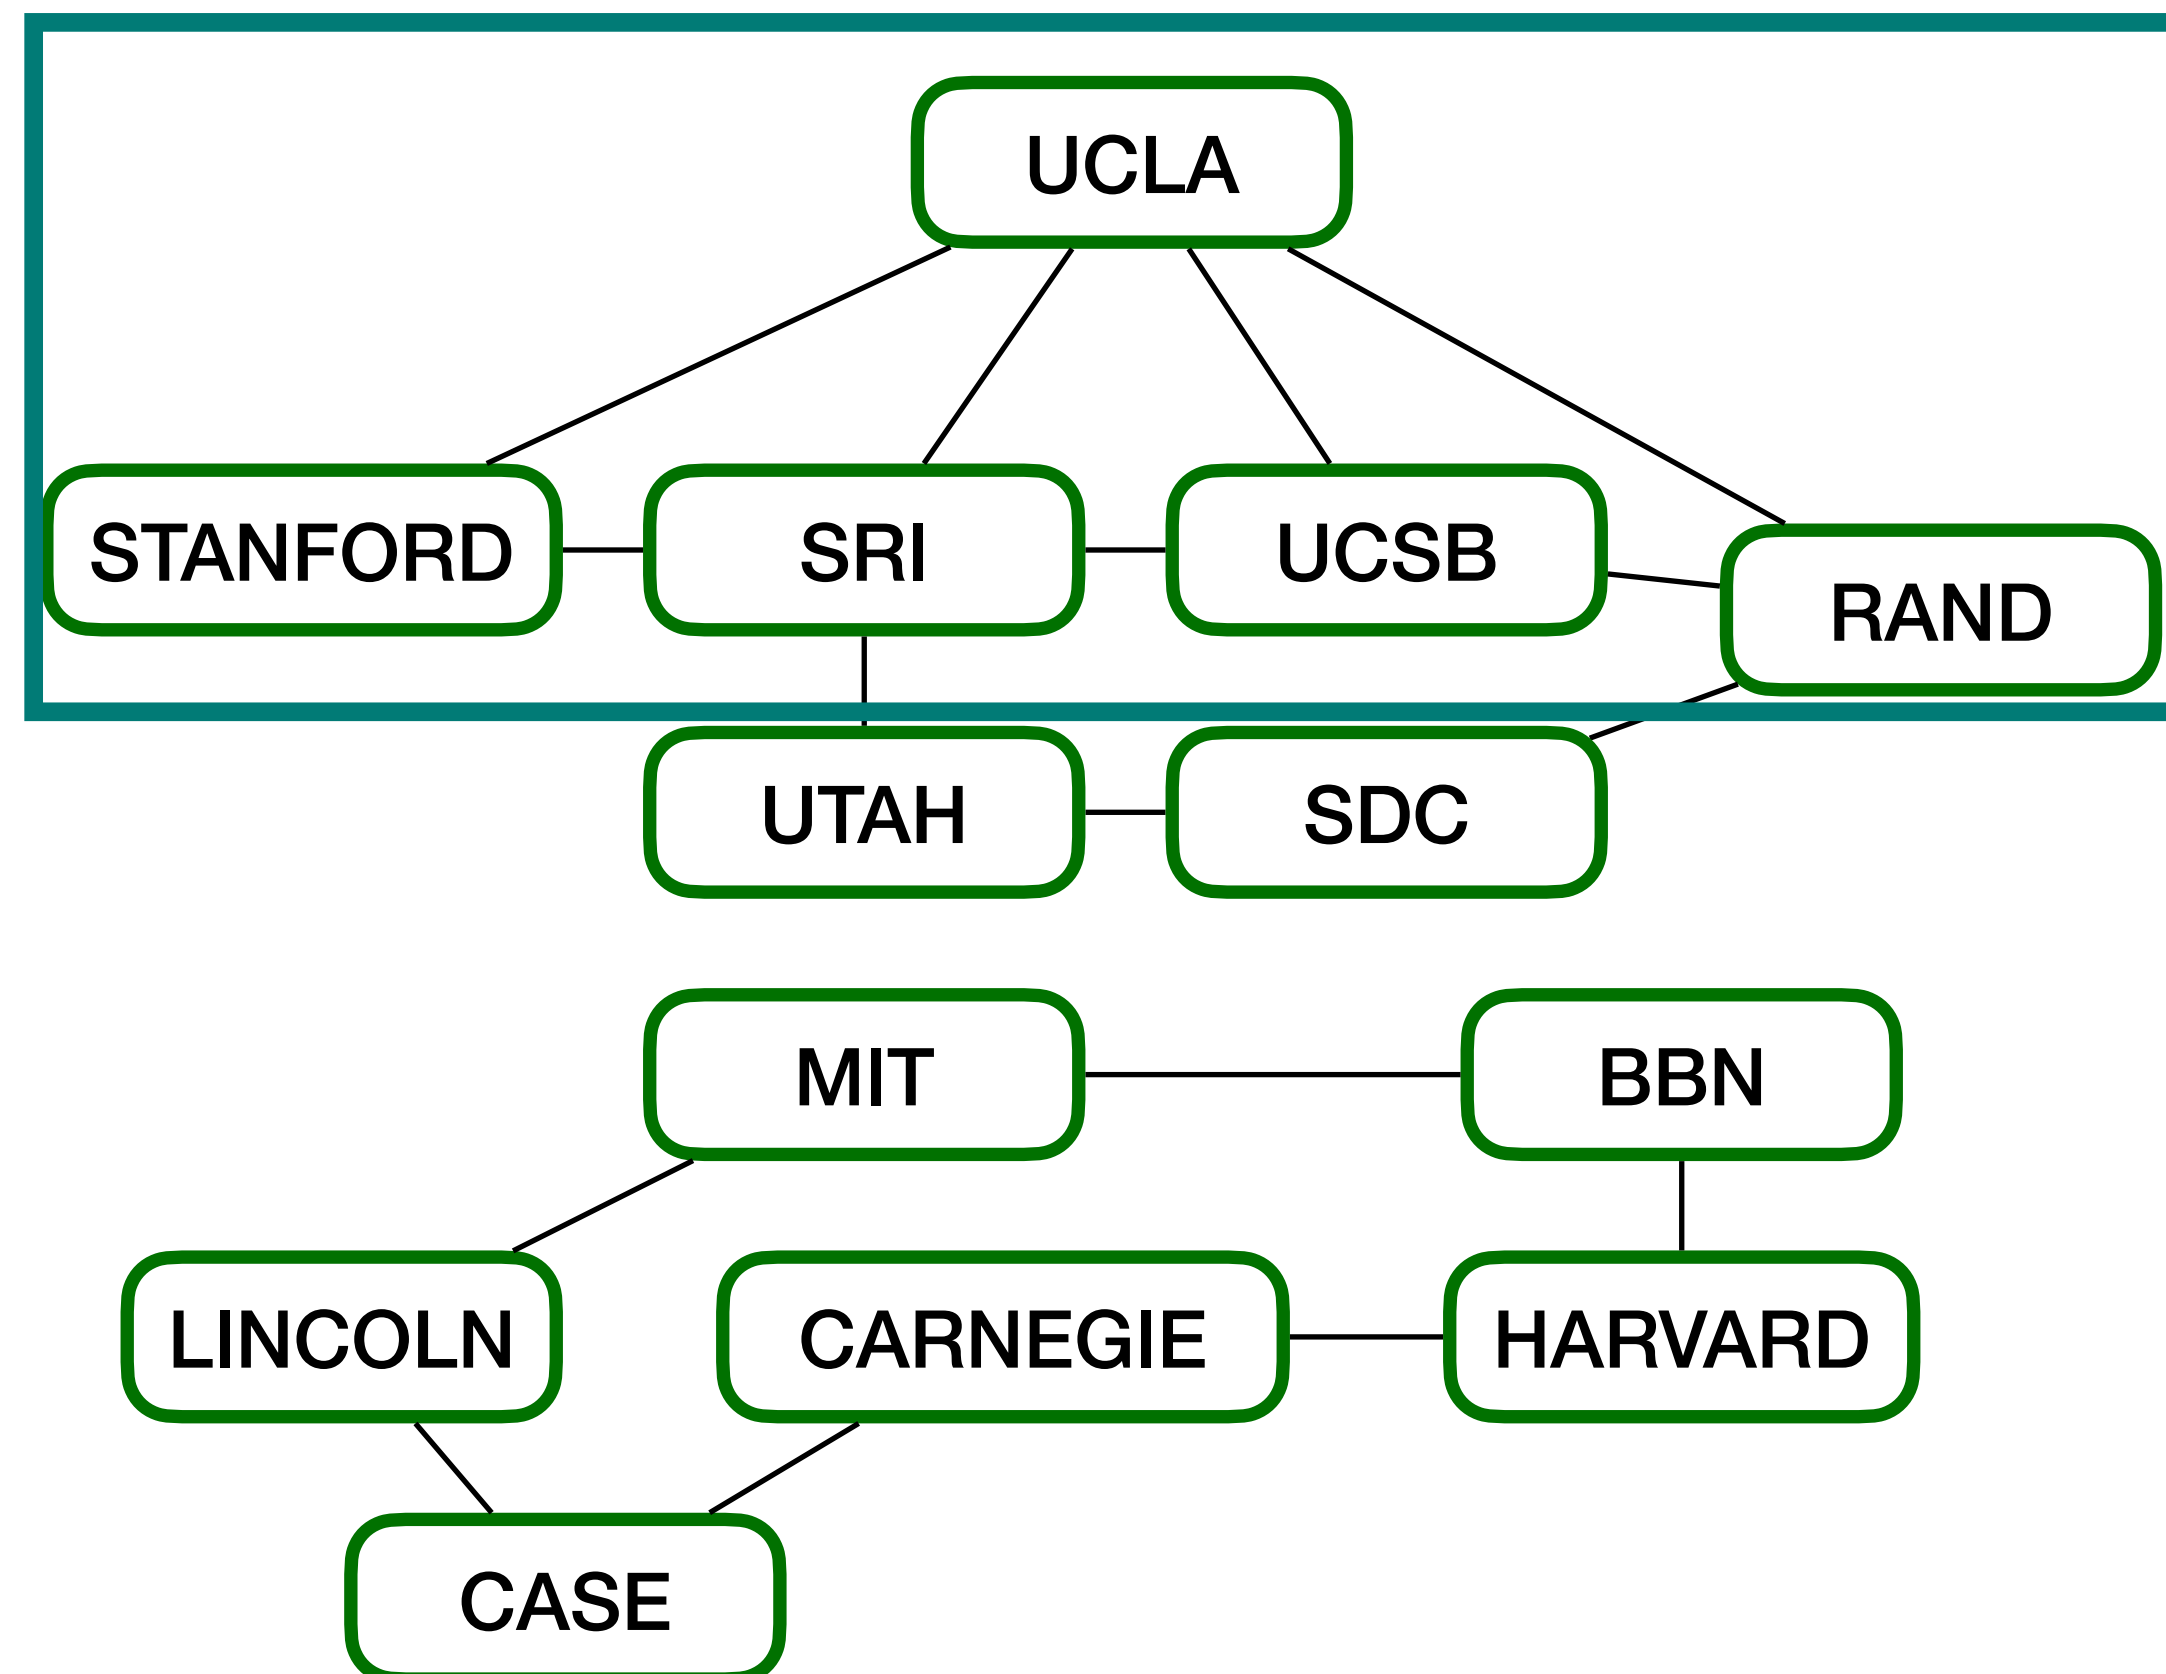 UCLA
STANFORD
SRI
UCSB
RAND
UTAH
SDC
MIT
BBN
LINCOLN
CARNEGIE
HARVARD
CASE